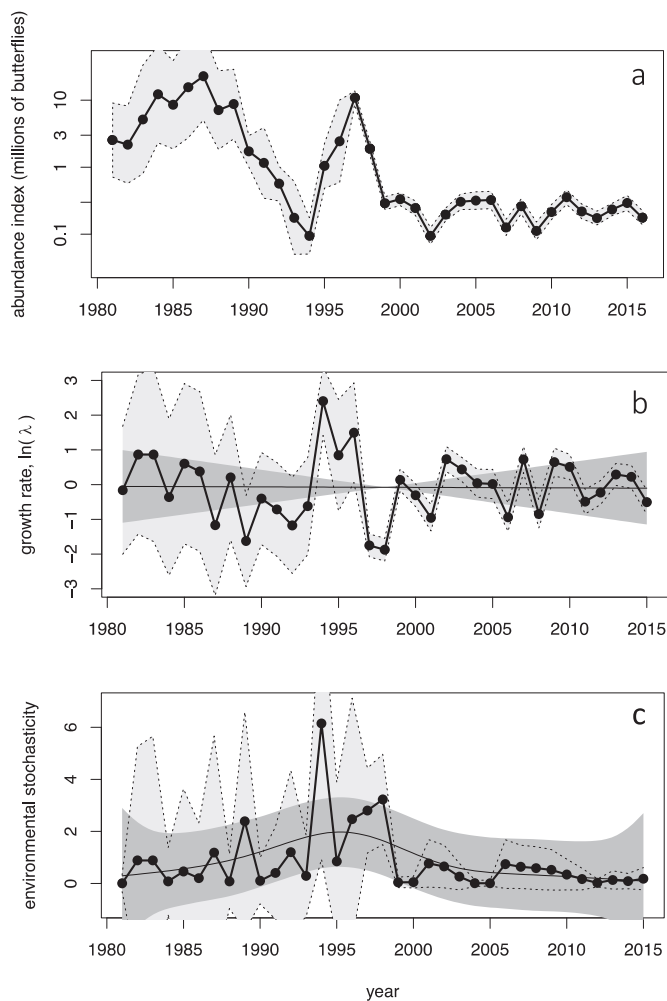 a
abundance index (millions of butterflies)
10
3
1
0.1
1980 1985 1990 1995 2000 2005 2010 2015
b
growth rate, ln( λ )
3
2
1
0
−1
−2
−3
1980 1985 1990 1995 2000 2005 2010 2015
c
environmental stochasticity
6
4
2
0
1980 1985 1990 1995 2000 2005 2010 2015
year